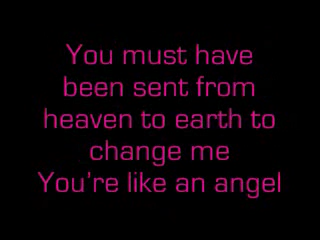 You must have
been sent from
heaven to earth to
change me
You're like an angel